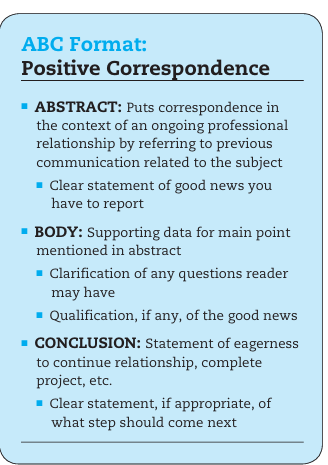 ABC Format:
Positive Correspondence
■ ABSTRACT: Puts correspondence in
the context of an ongoing professional
relationship by referring to previous
communication related to the subject
■ Clear statement of good news you
have to report
■ BODY: Supporting data for main point
mentioned in abstract
■ Clarification of any questions reader
may have
■ Qualification, if any, of the good news
■ CONCLUSION: Statement of eagerness
to continue relationship, complete
project, etc.
■ Clear statement, if appropriate, of
what step should come next